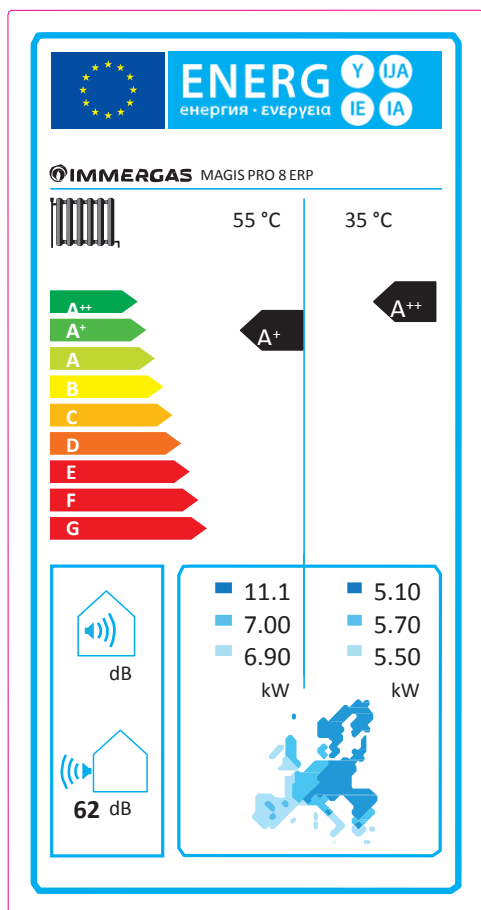 ENERG Y IJA
енергия · ενεργεια IE IA
IMMERGAS MAGIS PRO 8 ERP
55 °C 35 °C
A++
A+
A
B
C
D
E
F
G
A+
A++
dB
62 dB
11.1 5.10
7.00 5.70
6.90 5.50
kW kW